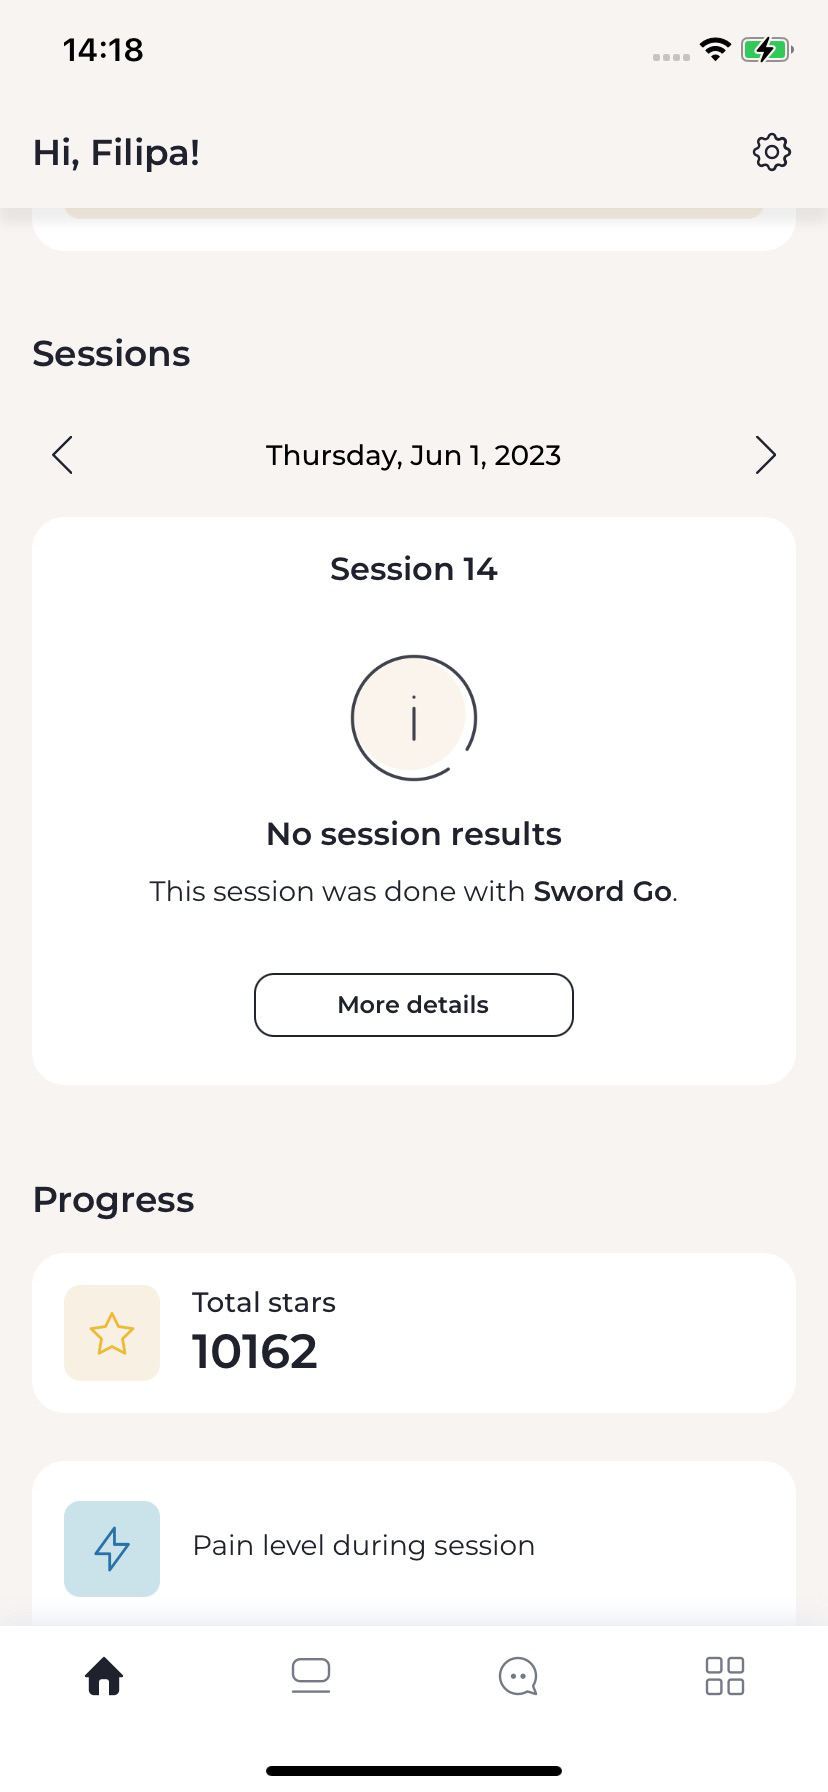 14:18
Hi, Filipa!
Sessions
Thursday, Jun 1, 2023
Session 14
No session results
This session was done with Sword Go.
More details
Progress
Total stars
10162
Pain level during session